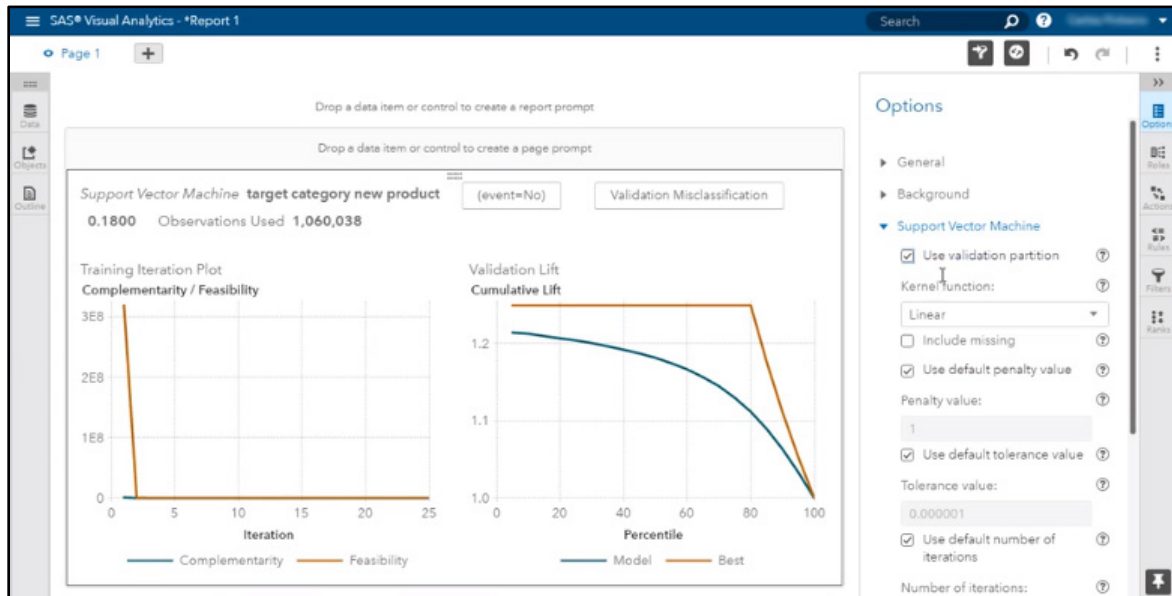 SAS® Visual Analytics - *Report 1
Search
Page 1
Data
Objects
Outline
Drop a data item or control to create a report prompt
Drop a data item or control to create a page prompt
Support Vector Machine target category new product (event=No) Validation Misclassification
0.1800 Observations Used 1,060,038
Training Iteration Plot
Complementarity / Feasibility
3E8
2E8
1E8
0
0 5 10 15 20 25
Iteration
Complementarity Feasibility
Validation Lift
Cumulative Lift
1.2
1.1
1.0
0 20 40 60 80 100
Percentile
Model Best
Options
General
Background
Support Vector Machine
Use validation partition
Kernel function:
Linear
Include missing
Use default penalty value
Penalty value:
1
Use default tolerance value
Tolerance value:
0.000001
Use default number of
iterations
Number of iterations:
Option
Roles
Actions
Rules
Filters
Ranks